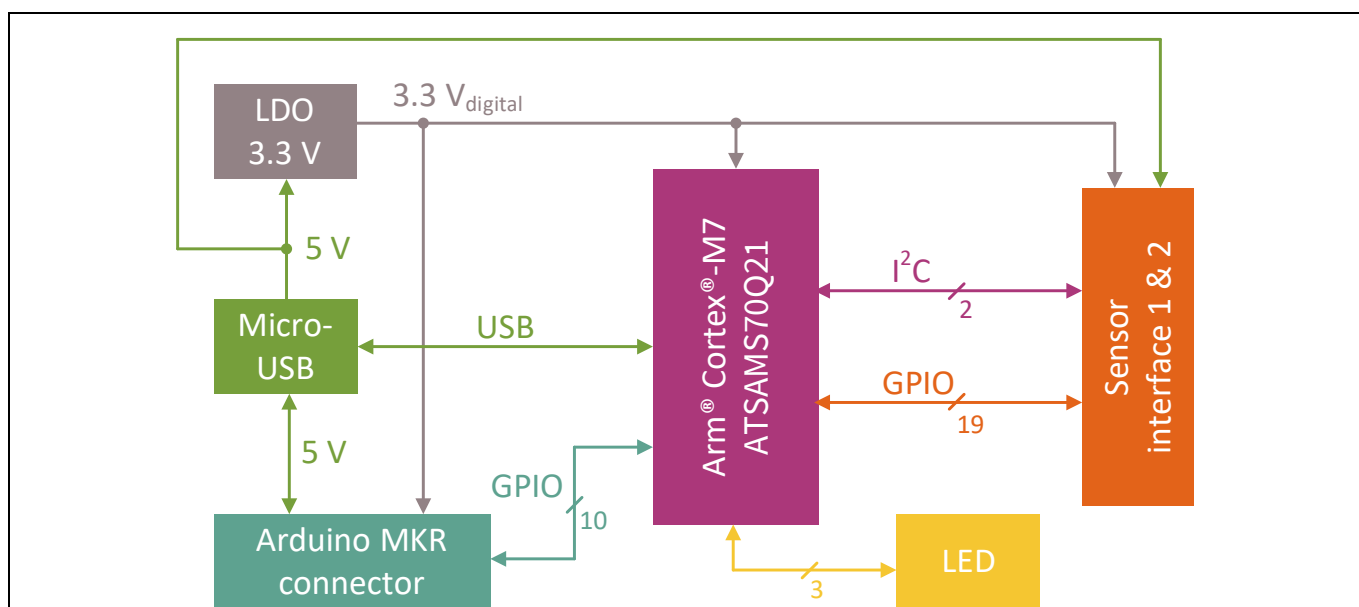 LDO
3.3 V
3.3 Vdigital
5 V
Micro-
USB
USB
5 V
Arduino MKR
connector
GPIO
10
Arm® Cortex®-M7
ATSAMS70Q21
I²C
2
GPIO
19
Sensor
interface 1 & 2
LED
3